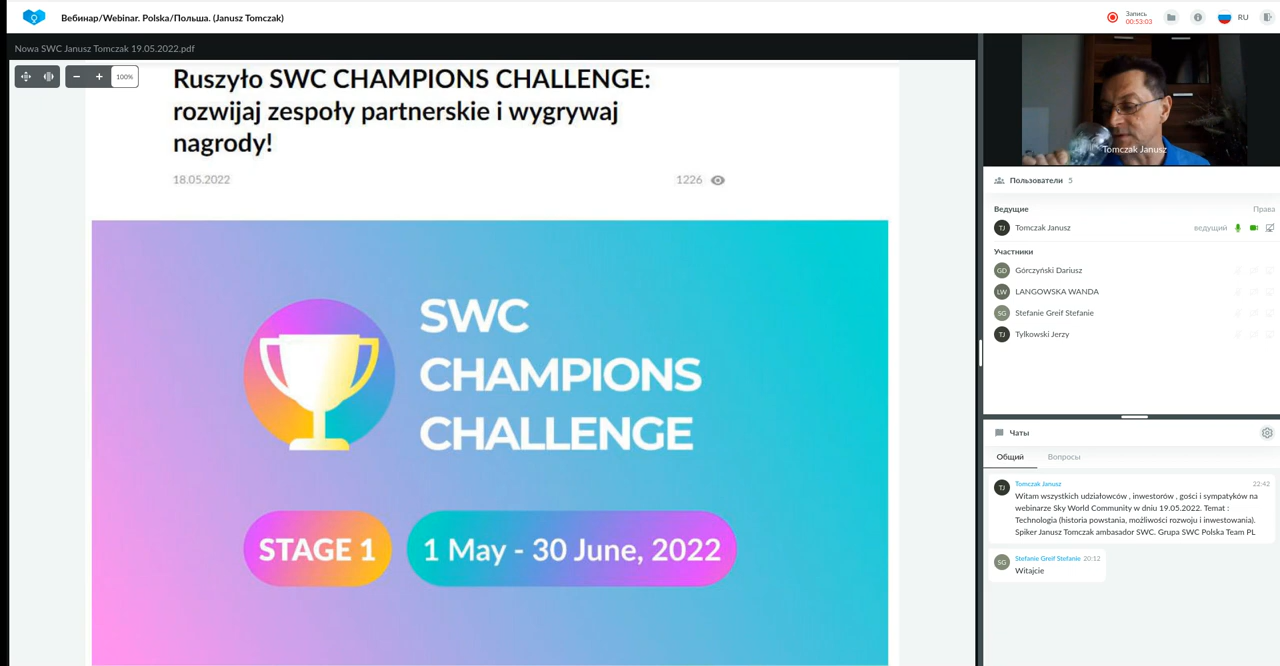 Вебинар/Webinar. Polska/Польша. (Janusz Tomczak)
Запись
00:53:03
RU
Nowa SWC Janusz Tomczak 19.05.2022.pdf
100%
Ruszyło SWC CHAMPIONS CHALLENGE:
rozwijaj zespoły partnerskie i wygrywaj
nagrody!
18.05.2022
1226
SWC
CHAMPIONS
CHALLENGE
STAGE 1
1 May - 30 June, 2022
Tomczak Janusz
Пользователи 5
Ведущие
Права
TJ
Tomczak Janusz
ведущий
Участники
GD
Górczyński Dariusz
LW
LANGOWSKA WANDA
SG
Stefanie Greif Stefanie
TJ
Tylkowski Jerzy
Чаты
Общий
Вопросы
TJ
Tomczak Janusz
22:42
Witam wszystkich udziałowców , inwestorów , gości i sympatyków na
webinarze Sky World Community w dniu 19.05.2022. Temat :
Technologia (historia powstania, możliwości rozwoju i inwestowania).
Spiker Janusz Tomczak ambasador SWC. Grupa SWC Polska Team PL
SG
Stefanie Greif Stefanie 20:12
Witajcie